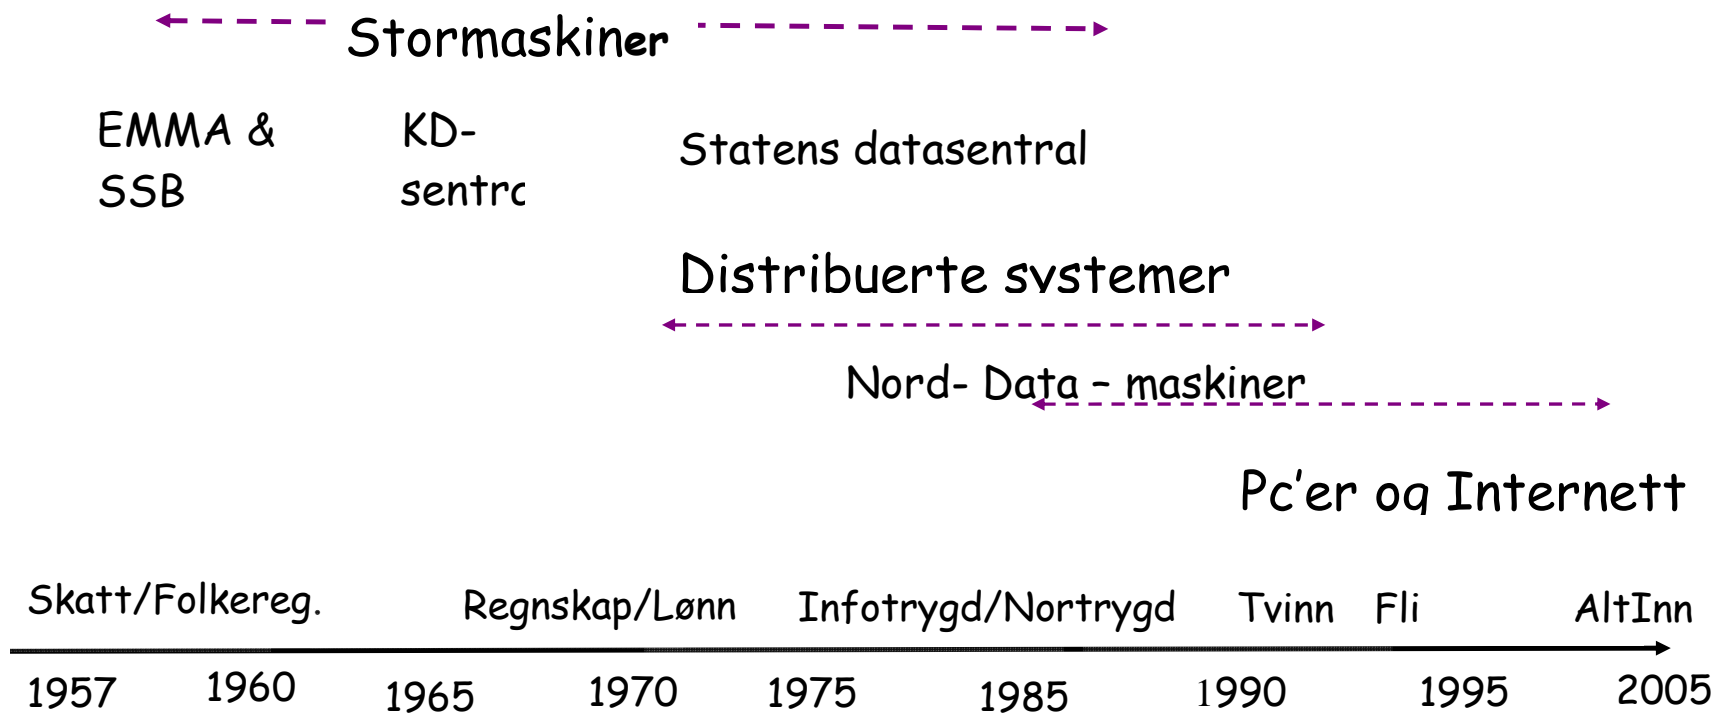 Stormaskiner
EMMA & SSB
KD-
Statens datasentral
Distribuerte systemer
Nord- Data – maskiner
Pc'er og Internett
Skatt/Folkereg.
Regnskap/Lønn
Infotrygd/Nortrygd
Tvinn
Fli
AltInn
1957
1960
1965
1970
1975
1985
1990
1995
2005